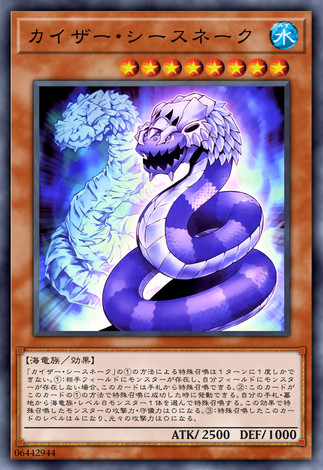 カイザー・シースネーク
水
【海竜族／効果】
「カイザー・シースネーク」の①の方法による特殊召喚は１ターンに１度しかで
きない。①：相手フィールドにモンスターが存在し、自分フィールドにモンスタ
ーが存在しない場合、このカードは手札から特殊召喚できる。②：このカードが
このカードの①の方法で特殊召喚に成功した時に発動できる。自分の手札・墓
地から海竜族・レベル８モンスター１体を選んで特殊召喚する。この効果で特
殊召喚したモンスターの攻撃力・守備力は０になる。③：特殊召喚したこのカー
ドのレベルは４になり、元々の攻撃力は０になる。
ATK/ 2500 DEF/1000
06442944